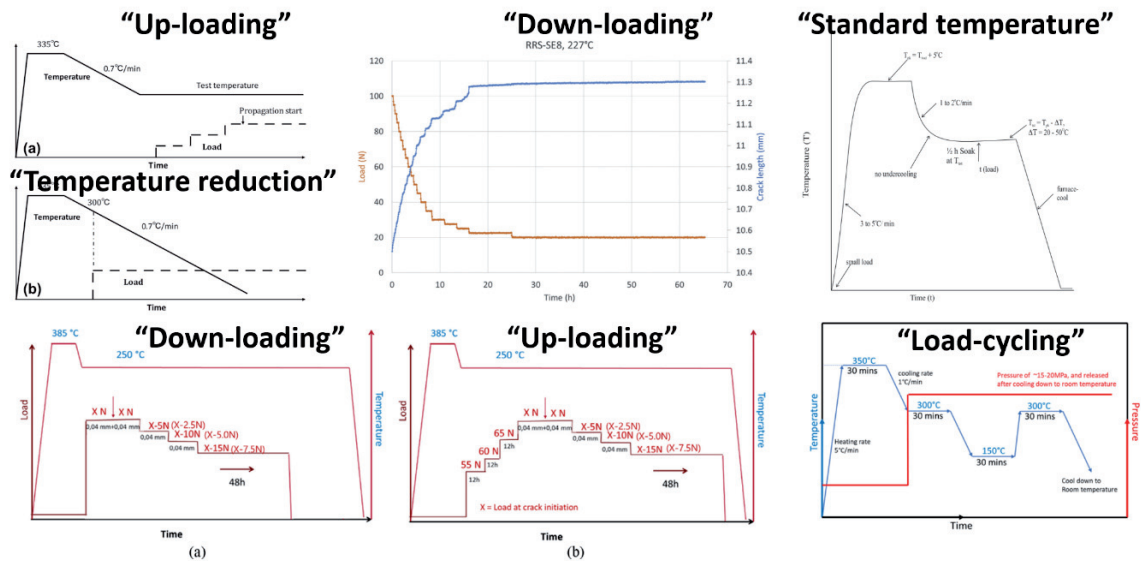 “Up-loading”
335°C
Temperature
0.7°C/min
Test temperature
Propagation start
Load
(a)
Time
“Temperature reduction”
300°C
Temperature
0.7°C/min
Load
(b)
Time
“Down-loading”
RRS-SE8, 227°C
120
100
80
60
40
20
0
Load (N)
11.4
11.3
11.2
11.1
11
10.9
10.8
10.7
10.6
10.5
10.4
Crack length (mm)
0
10
20
30
40
50
60
70
Time (h)
“Standard temperature”
1 to 2°C/min
ΔT = 20 - 50°C
½ h Soak
t (load)
no undercooling
3 to 5°C/ min
furnace-
cool
small load
Temperature (T)
Time (t)
“Down-loading”
385 °C
250 °C
Load
Temperature
X N
X N
0,04 mm+0,04 mm
X-5N (X-2.5N)
0,04 mm
X-10N (X-5.0N)
0,04 mm
X-15N (X-7.5N)
48h
Time
(a)
“Up-loading”
385 °C
250 °C
Load
Temperature
X N
X N
0,04 mm+0,04 mm
X-5N (X-2.5N)
65 N
0,04 mm
X-10N (X-5.0N)
60 N
12h
0,04 mm
X-15N (X-7.5N)
55 N
12h
12h
48h
X = Load at crack initiation
Time
(b)
“Load-cycling”
350°C
30 mins
cooling rate
1°C/min
Pressure of ~15-20MPa, and released
after cooling down to room temperature
300°C
30 mins
300°C
30 mins
Heating rate
5°C/min
150°C
30 mins
Cool down to
Room temperature
Temperature
Pressure
Time